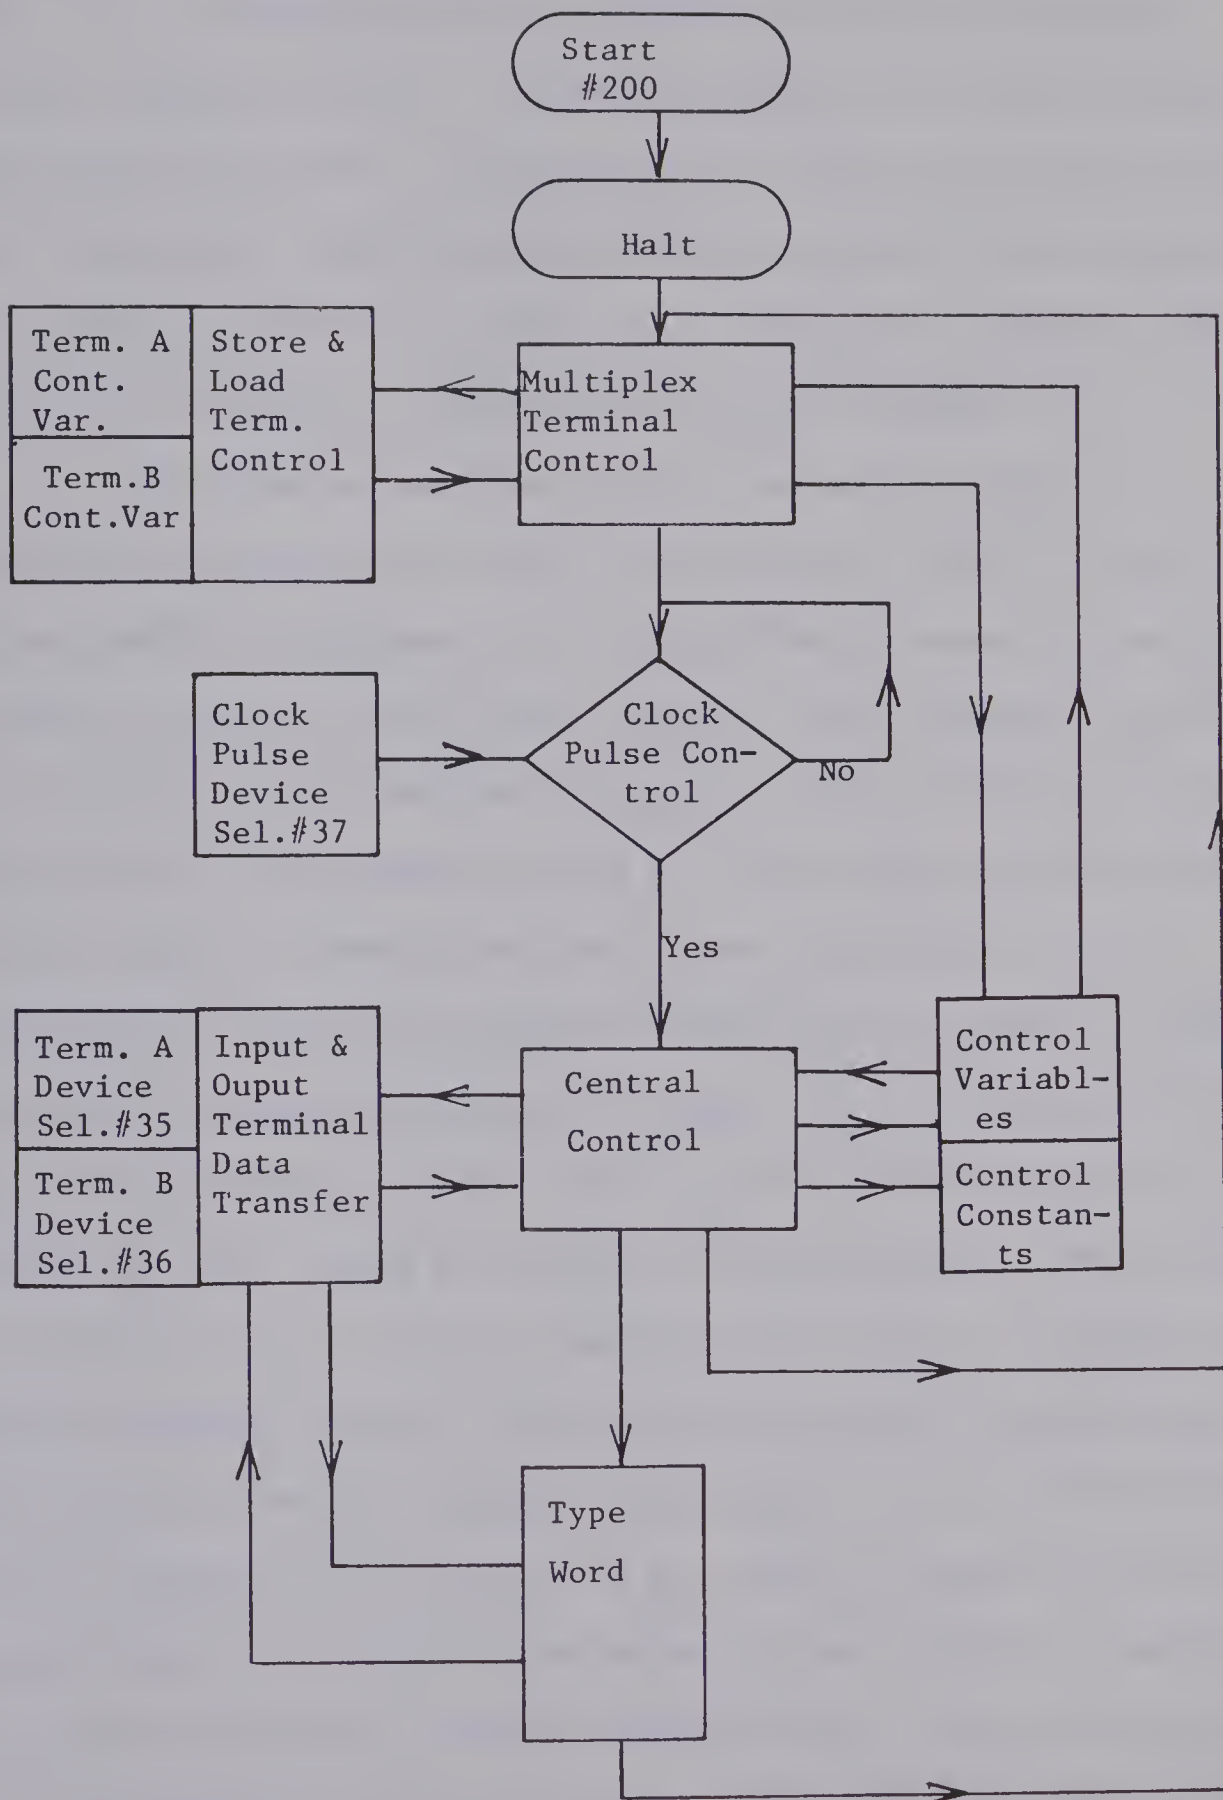 Start
#200
Halt
Term. A
Cont.
Var.
Term.B
Cont.Var
Store &
Load
Term.
Control
Multiplex
Terminal
Control
Clock
Pulse
Device
Sel.#37
Clock
Pulse Con-
trol
No
Yes
Term. A
Device
Sel.#35
Term. B
Device
Sel.#36
Input &
Ouput
Terminal
Data
Transfer
Central
Control
Control
Variabl-
es
Control
Constan-
ts
Type
Word